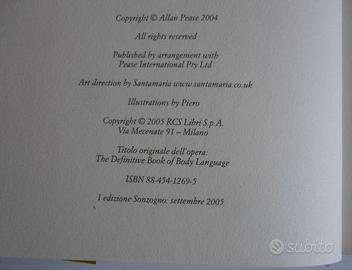 Copyright © Allan Pease 2004
All rights reserved
Published by arrangement with
Pease International Pty Ltd
Art direction by Santamaria www.santamaria.co.uk
Illustrations by Piero
Copyright © 2005 RCS Libri S.p.A.
Via Mecenate 91 – Milano
Titolo originale dell'opera:
The Definitive Book of Body Language
ISBN 88-454-1269-5
I edizione Sonzogno: settembre 2005
subito